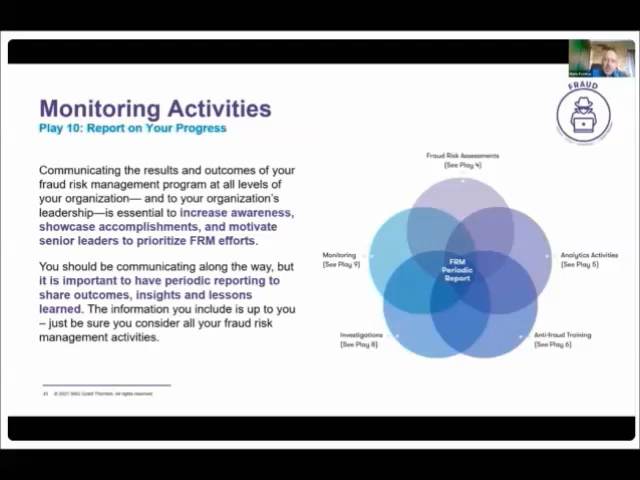 FRAUD
Monitoring Activities
Play 10: Report on Your Progress
Communicating the results and outcomes of your
fraud risk management program at all levels of
your organization— and to your organization's
leadership—is essential to increase awareness,
showcase accomplishments, and motivate
senior leaders to prioritize FRM efforts.
You should be communicating along the way, but
it is important to have periodic reporting to
share outcomes, insights and lessons
learned. The information you include is up to you
– just be sure you consider all your fraud risk
management activities.
Fraud Risk Assessments
(See Play 4)
Monitoring
(See Play 9)
FRM
Periodic
Report
Analytics Activities
(See Play 5)
Investigations
(See Play 8)
Anti-fraud Training
(See Play 6)
All rights reserved.